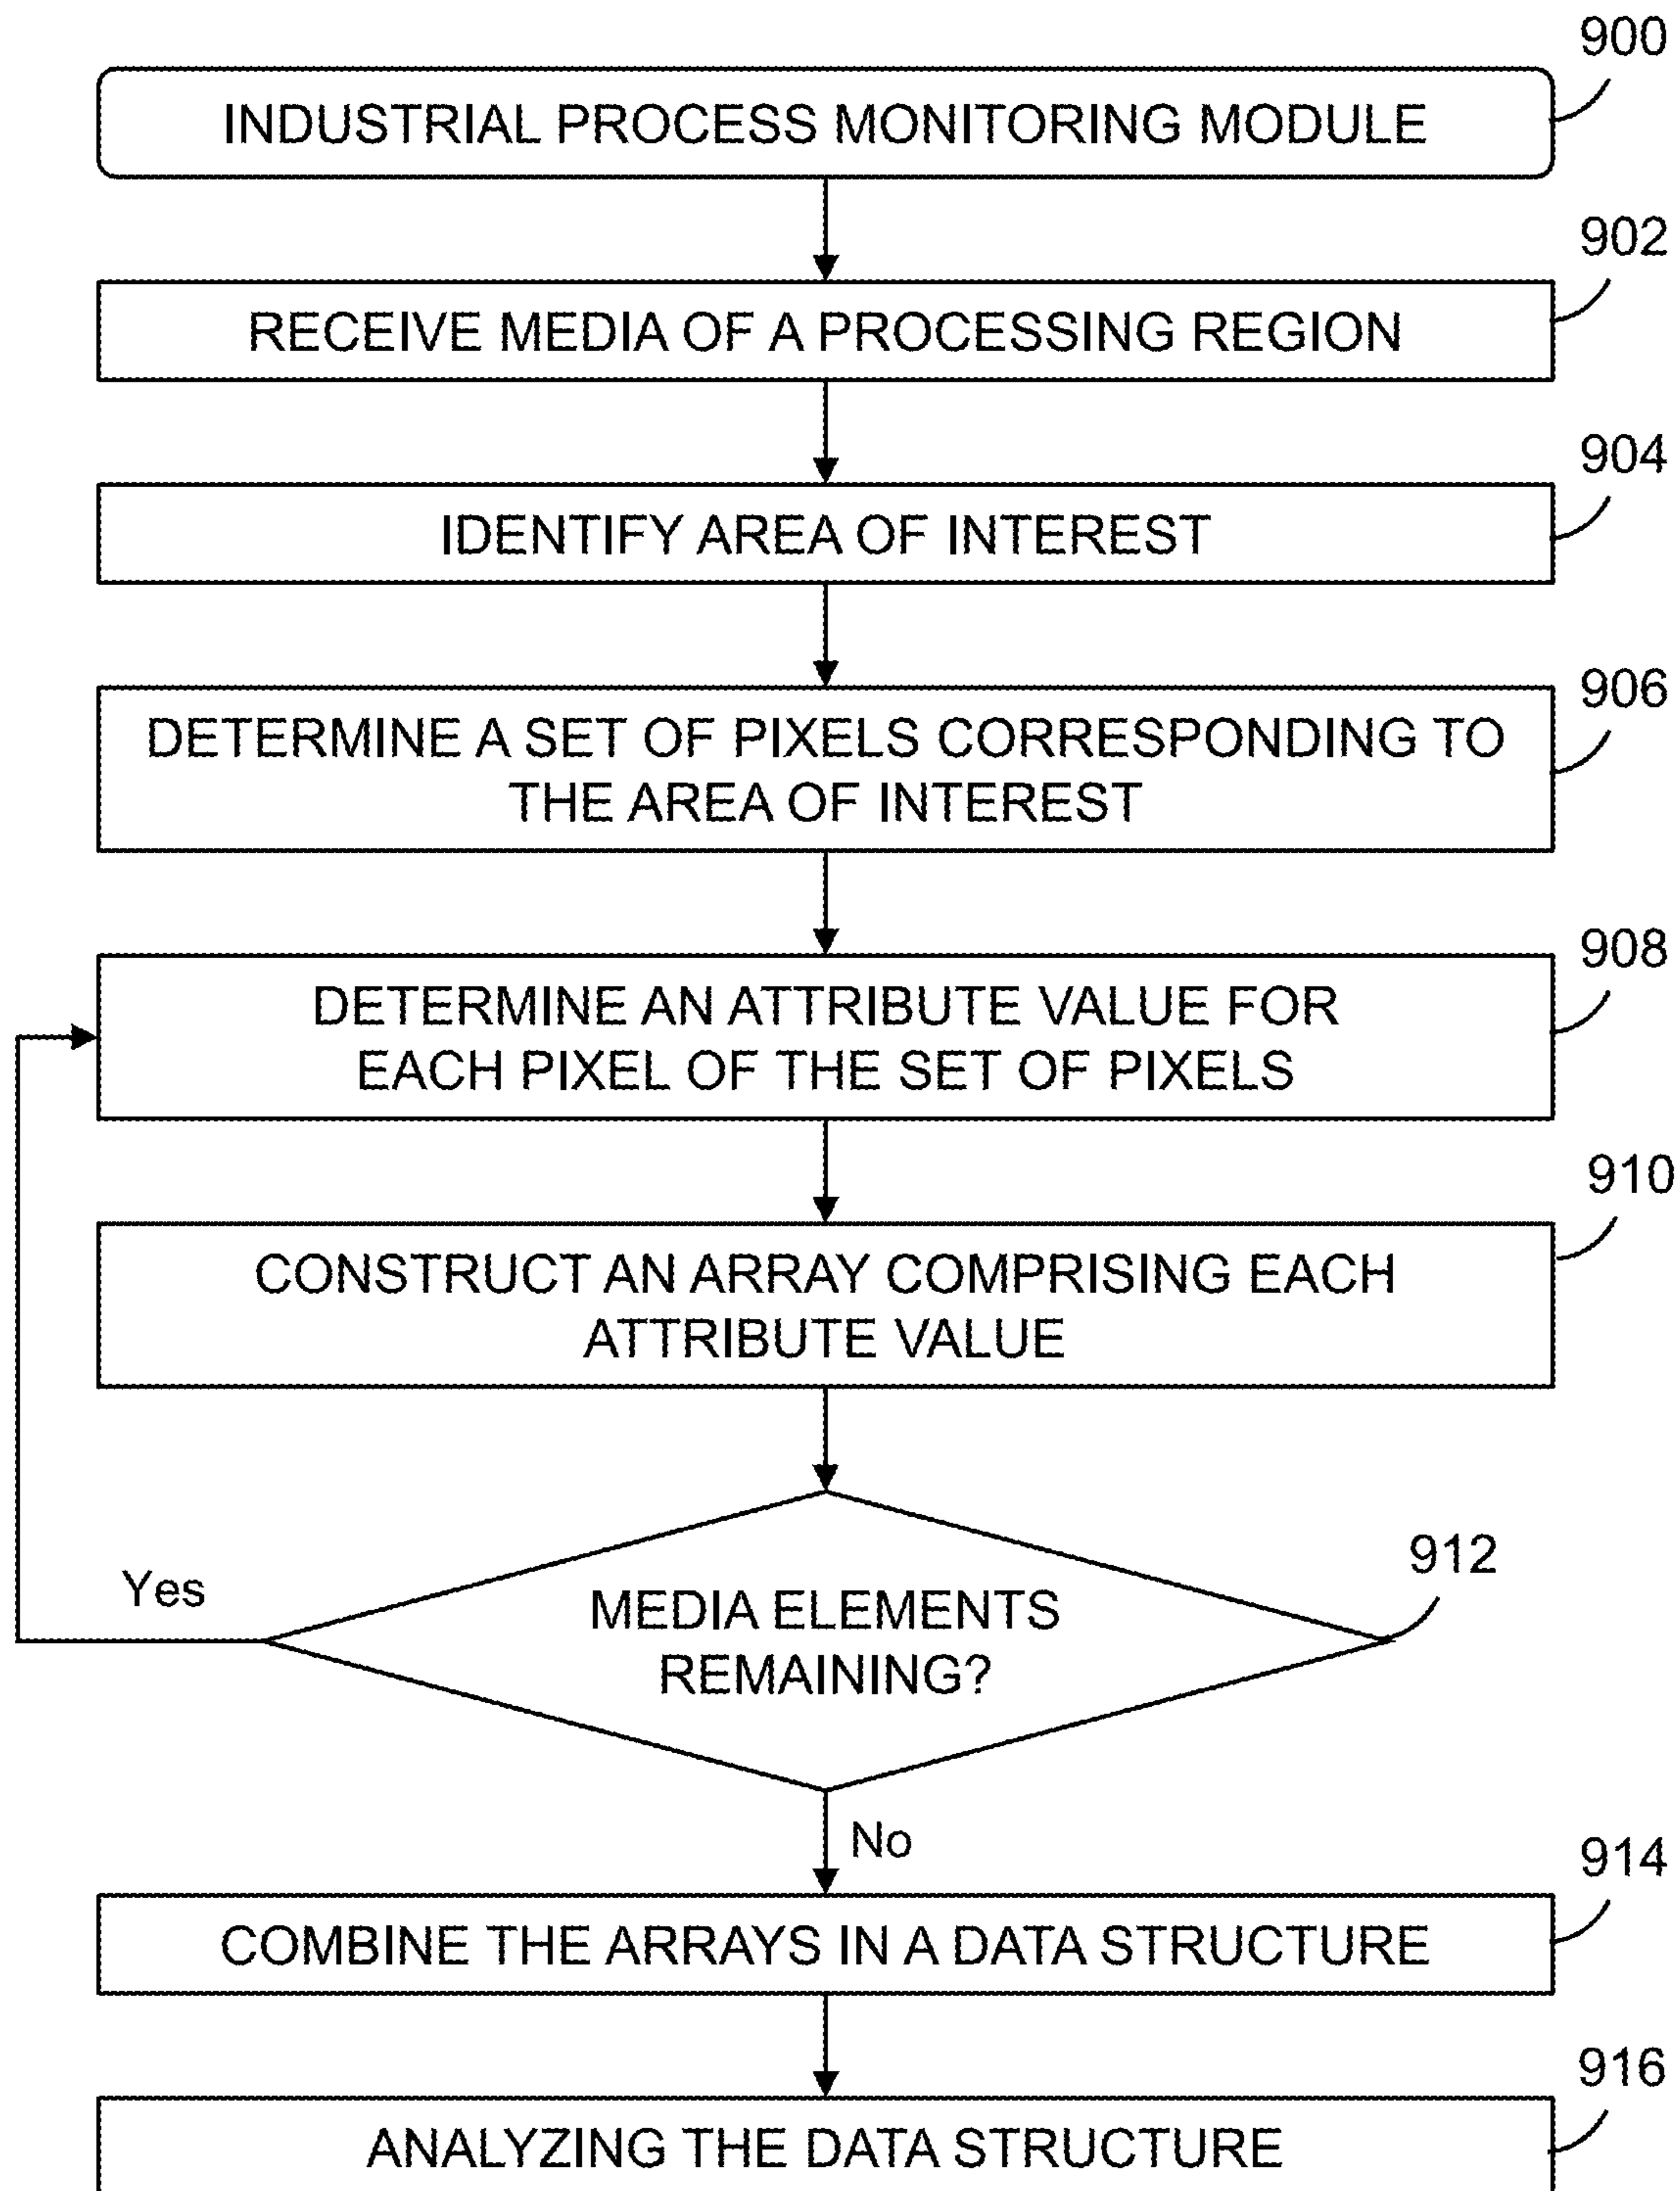 900
INDUSTRIAL PROCESS MONITORING MODULE
902
RECEIVE MEDIA OF A PROCESSING REGION
904
IDENTIFY AREA OF INTEREST
906
DETERMINE A SET OF PIXELS CORRESPONDING TO
THE AREA OF INTEREST
908
DETERMINE AN ATTRIBUTE VALUE FOR
EACH PIXEL OF THE SET OF PIXELS
910
CONSTRUCT AN ARRAY COMPRISING EACH
ATTRIBUTE VALUE
912
Yes
MEDIA ELEMENTS
REMAINING?
No
914
COMBINE THE ARRAYS IN A DATA STRUCTURE
916
ANALYZING THE DATA STRUCTURE